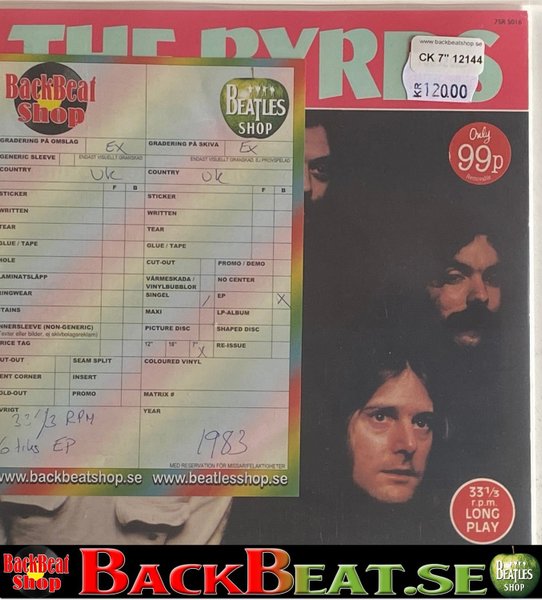 7SR 5016
THE BYRDS
www.backbeatshop.se
CK 7" 12144
KR 120.00
Only
99p
Removable
BackBeat
Shop
BEATLES
SHOP
GRADERING PÅ OMSLAG Ex
GRADERING PÅ SKIVA Ex
GENERIC SLEEVE
ENDAST VISUELLT GRANSKAD
ENDAST VISUELLT GRANSKAD, EJ PROVSPELAD
COUNTRY Uk
COUNTRY Uk
F B
F B
STICKER
STICKER
WRITTEN
WRITTEN
TEAR
TEAR
GLUE / TAPE
GLUE / TAPE
HOLE
CUT-OUT
PROMO / DEMO
LAMINATSLÄPP
VÄRMESKADA /
VINYLBUBBLOR
NO CENTER
RINGWEAR
SINGEL /
EP X
STAINS
MAXI
LP-ALBUM
INNERSLEEVE (NON-GENERIC)
PICTURE DISC
SHAPED DISC
PRICE TAG
12" 10" 7" X
RE-ISSUE
CUT-OUT
SEAM SPLIT
COLOURED VINYL
BENT CORNER
INSERT
HOLD-OUT
PROMO
MATRIX #
ÖVRIGT
33 1/3 RPM
EP
YEAR
1983
MED RESERVATION FÖR MISSAR/FELAKTIGHETER
www.backbeatshop.se www.beatlesshop.se
33 1/3
r.p.m.
LONG
PLAY
BackBeat
Shop
BACKBEAT.SE
BEATLES
SHOP